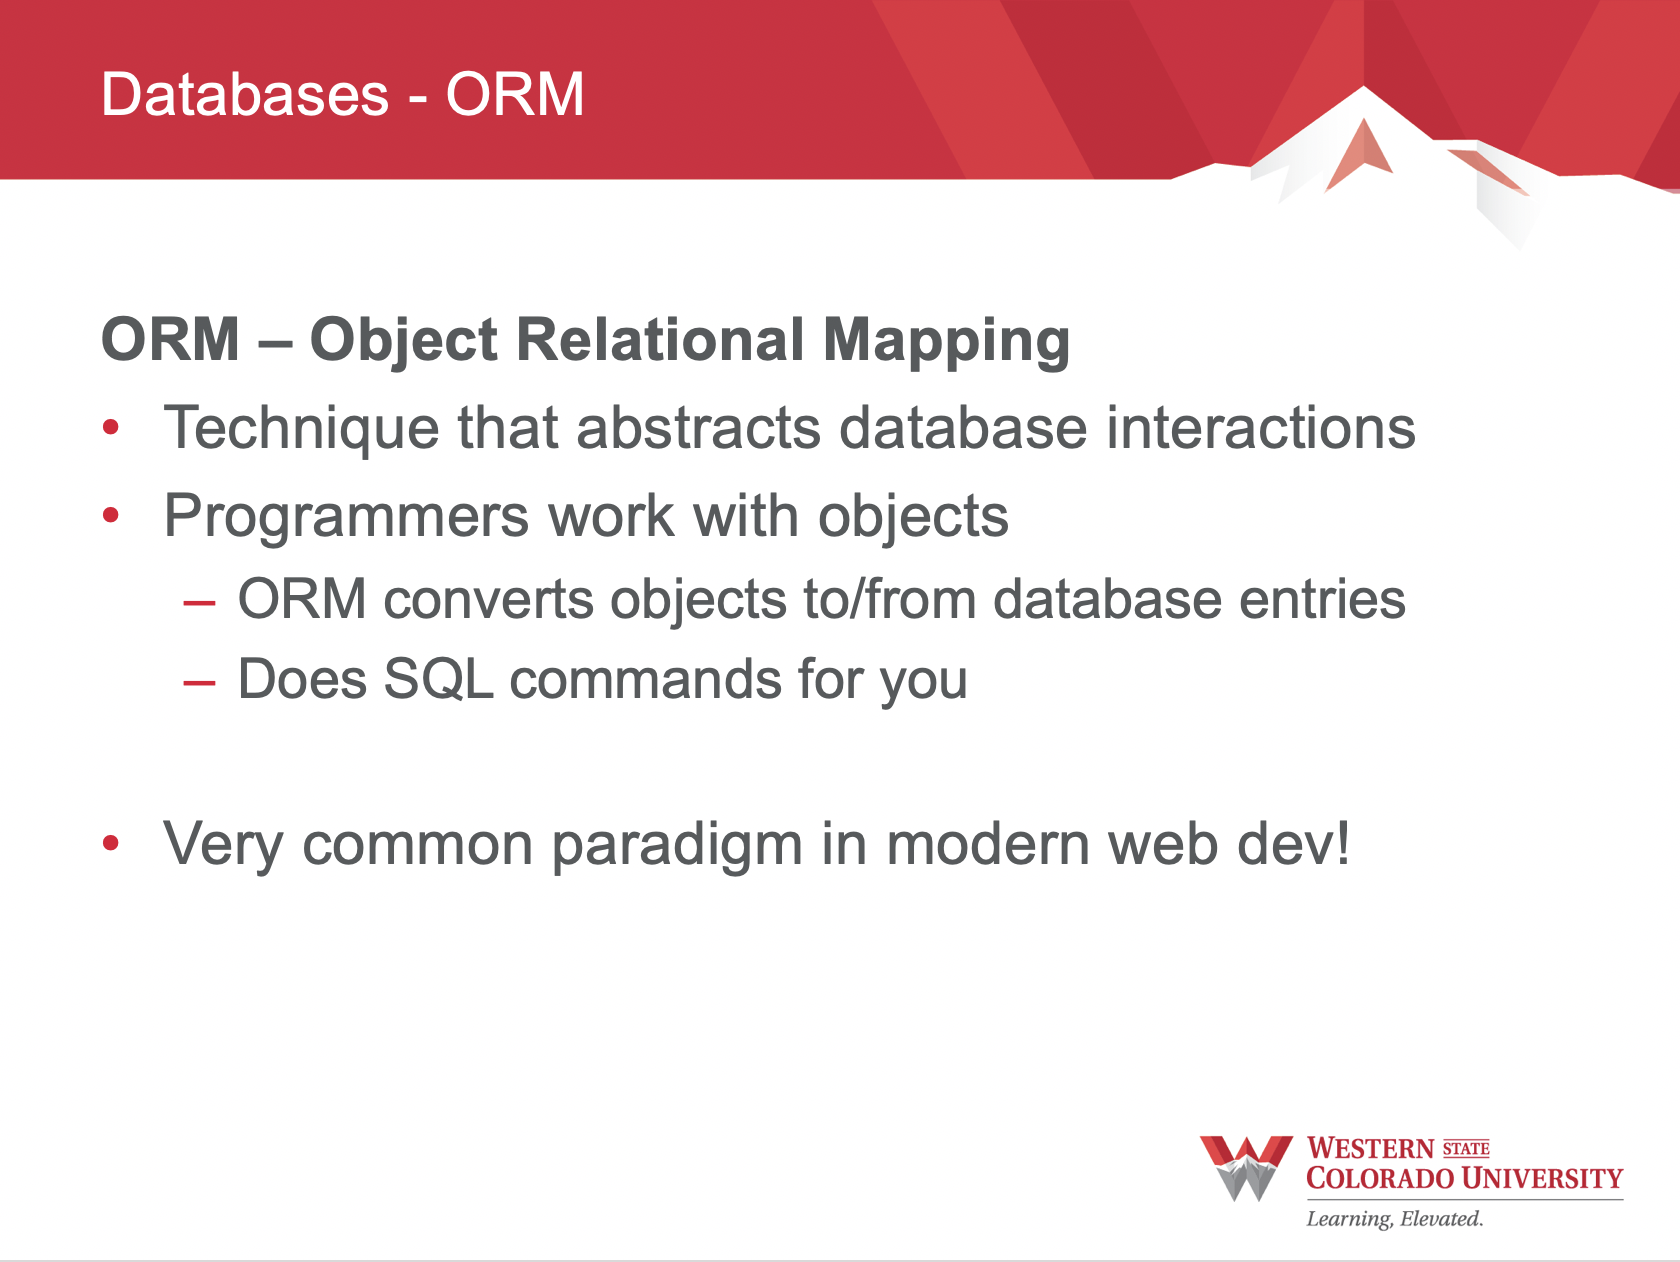 Databases - ORM
ORM – Object Relational Mapping
• Technique that abstracts database interactions
• Programmers work with objects
– ORM converts objects to/from database entries
– Does SQL commands for you
• Very common paradigm in modern web dev!
WESTERN STATE
COLORADO UNIVERSITY
Learning, Elevated.